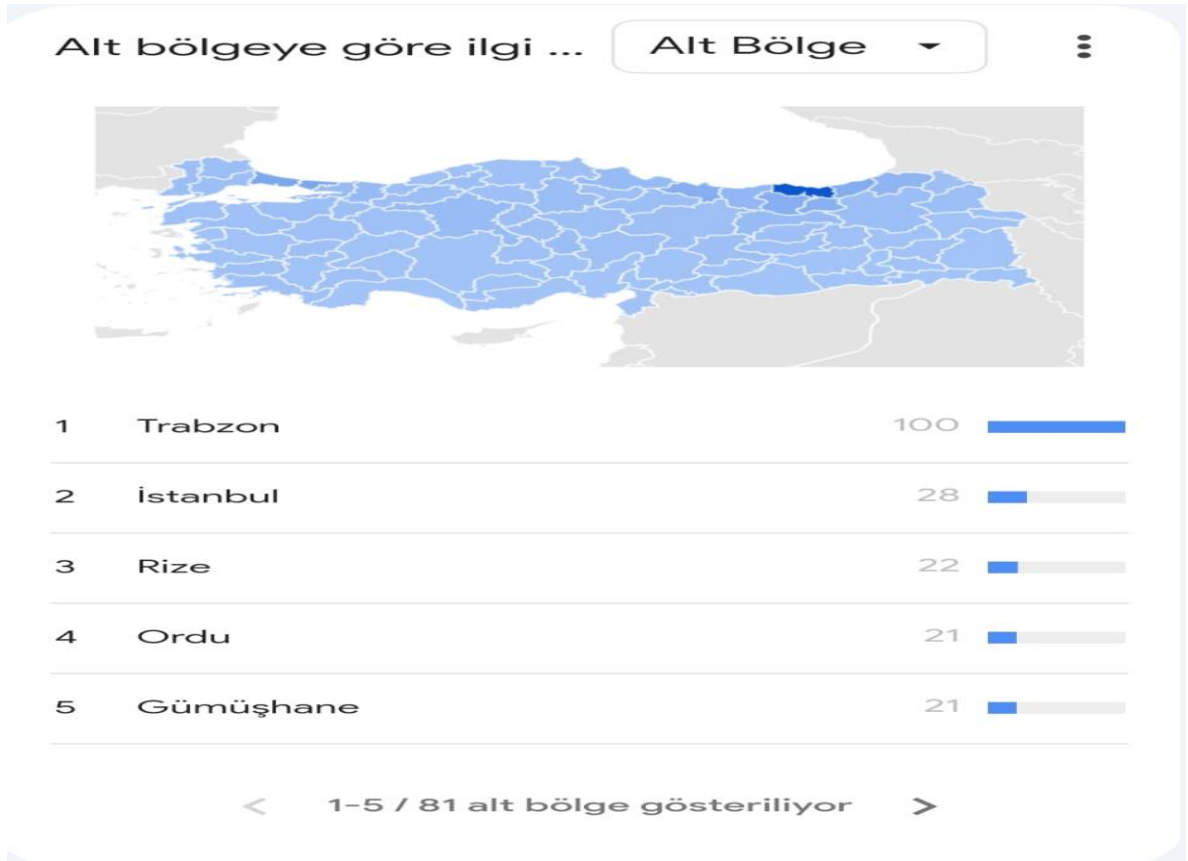 Alt bölgeye göre ilgi ... Alt Bölge
1 Trabzon 100
2 İstanbul 28
3 Rize 22
4 Ordu 21
5 Gümüşhane 21
1-5 / 81 alt bölge gösteriliyor